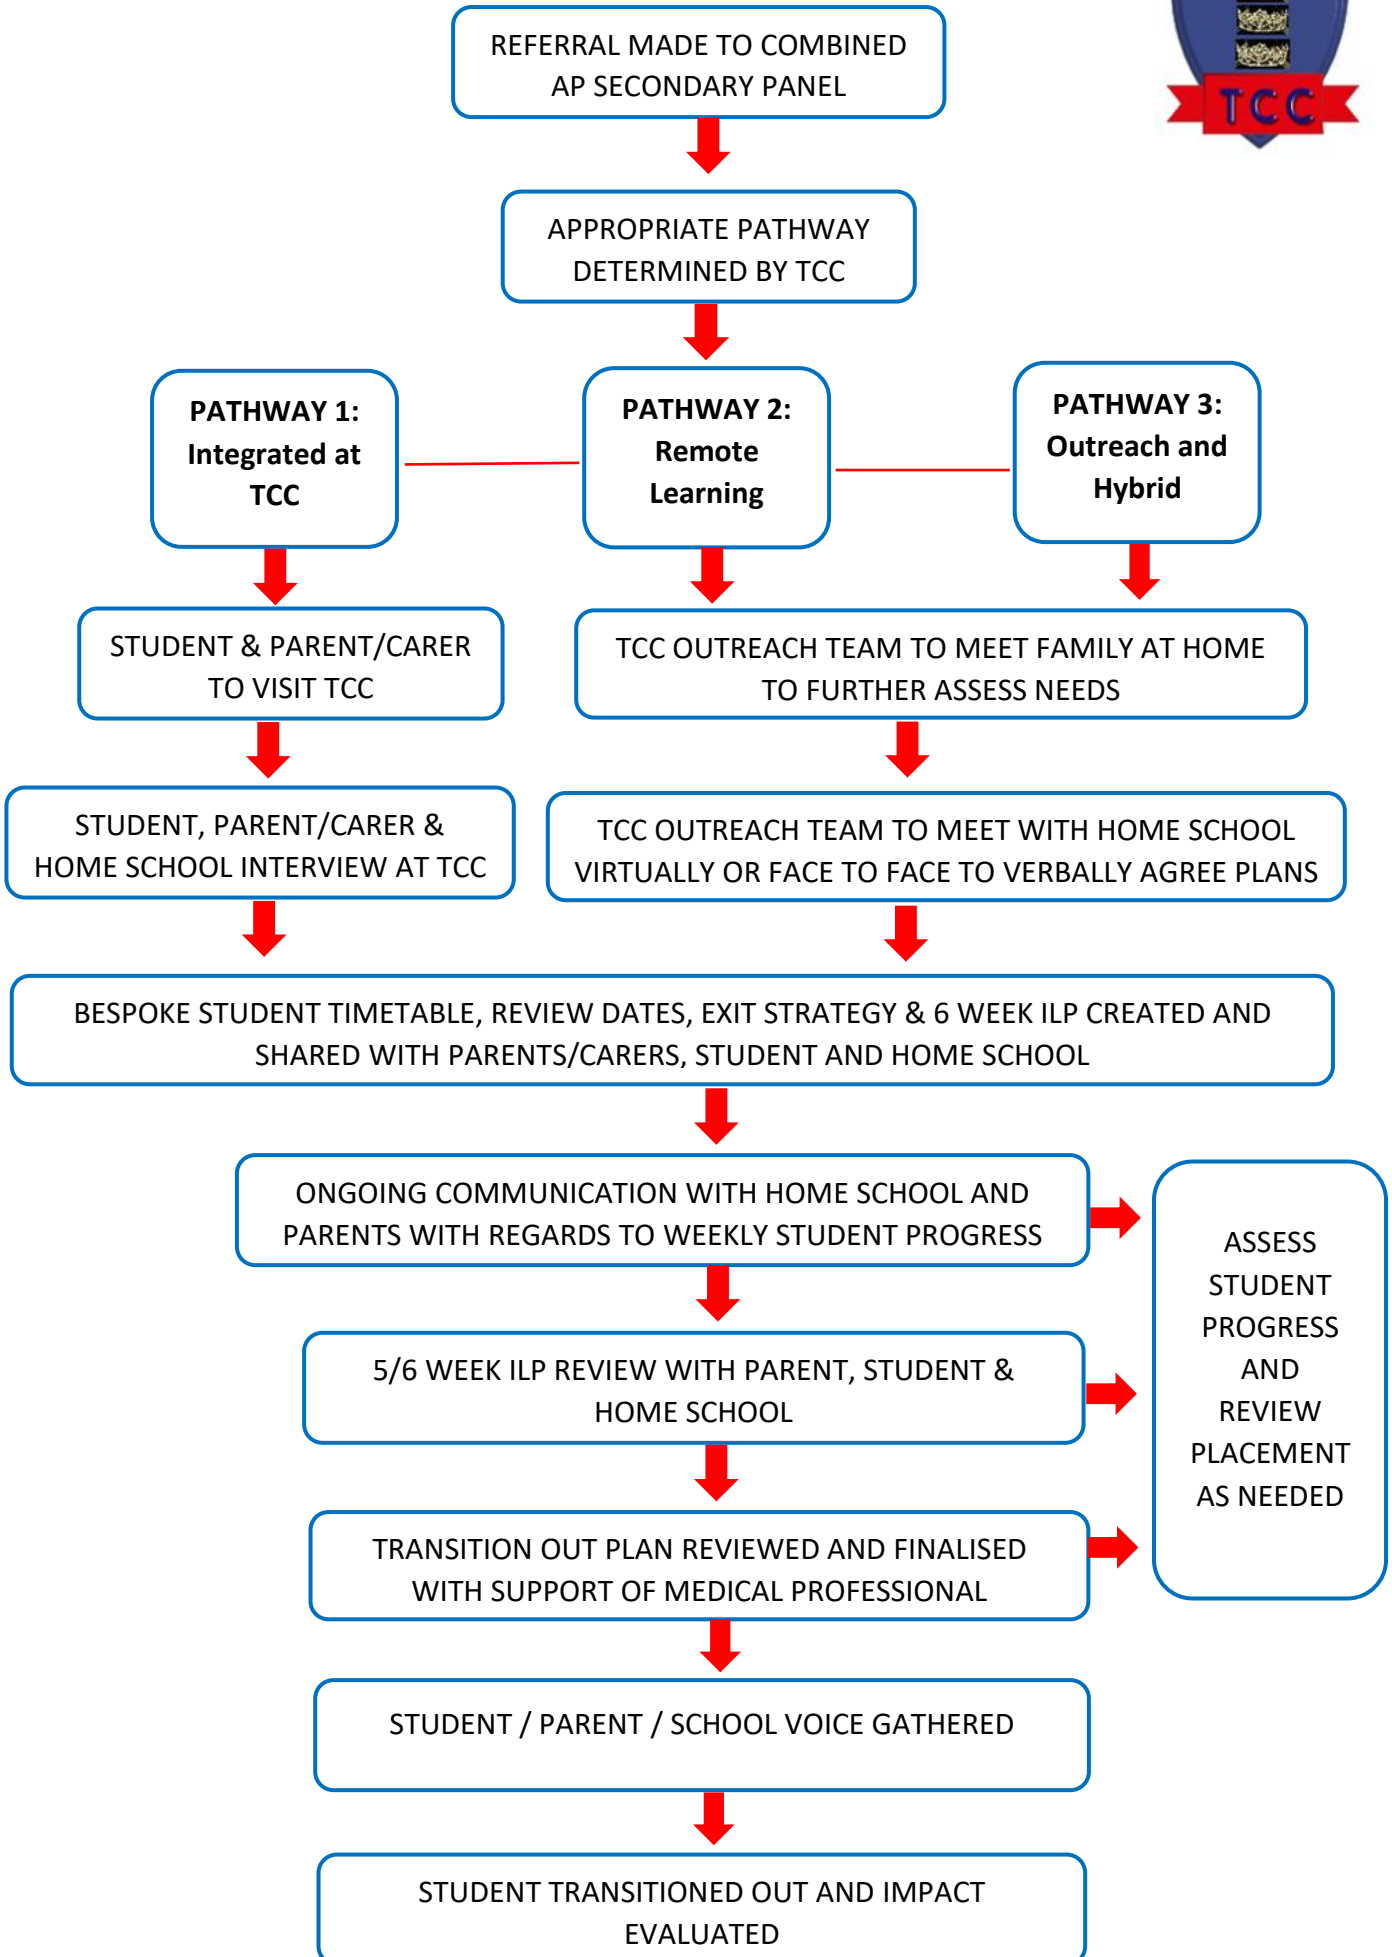 REFERRAL MADE TO COMBINED
AP SECONDARY PANEL
TCC
APPROPRIATE PATHWAY
DETERMINED BY TCC
PATHWAY 1:
Integrated at
TCC
PATHWAY 2:
Remote
Learning
PATHWAY 3:
Outreach and
Hybrid
STUDENT & PARENT/CARER
TO VISIT TCC
TCC OUTREACH TEAM TO MEET FAMILY AT HOME
TO FURTHER ASSESS NEEDS
STUDENT, PARENT/CARER &
HOME SCHOOL INTERVIEW AT TCC
TCC OUTREACH TEAM TO MEET WITH HOME SCHOOL
VIRTUALLY OR FACE TO FACE TO VERBALLY AGREE PLANS
BESPOKE STUDENT TIMETABLE, REVIEW DATES, EXIT STRATEGY & 6 WEEK ILP CREATED AND
SHARED WITH PARENTS/CARERS, STUDENT AND HOME SCHOOL
ONGOING COMMUNICATION WITH HOME SCHOOL AND
PARENTS WITH REGARDS TO WEEKLY STUDENT PROGRESS
ASSESS
STUDENT
PROGRESS
AND
REVIEW
PLACEMENT
AS NEEDED
5/6 WEEK ILP REVIEW WITH PARENT, STUDENT &
HOME SCHOOL
TRANSITION OUT PLAN REVIEWED AND FINALISED
WITH SUPPORT OF MEDICAL PROFESSIONAL
STUDENT / PARENT / SCHOOL VOICE GATHERED
STUDENT TRANSITIONED OUT AND IMPACT
EVALUATED